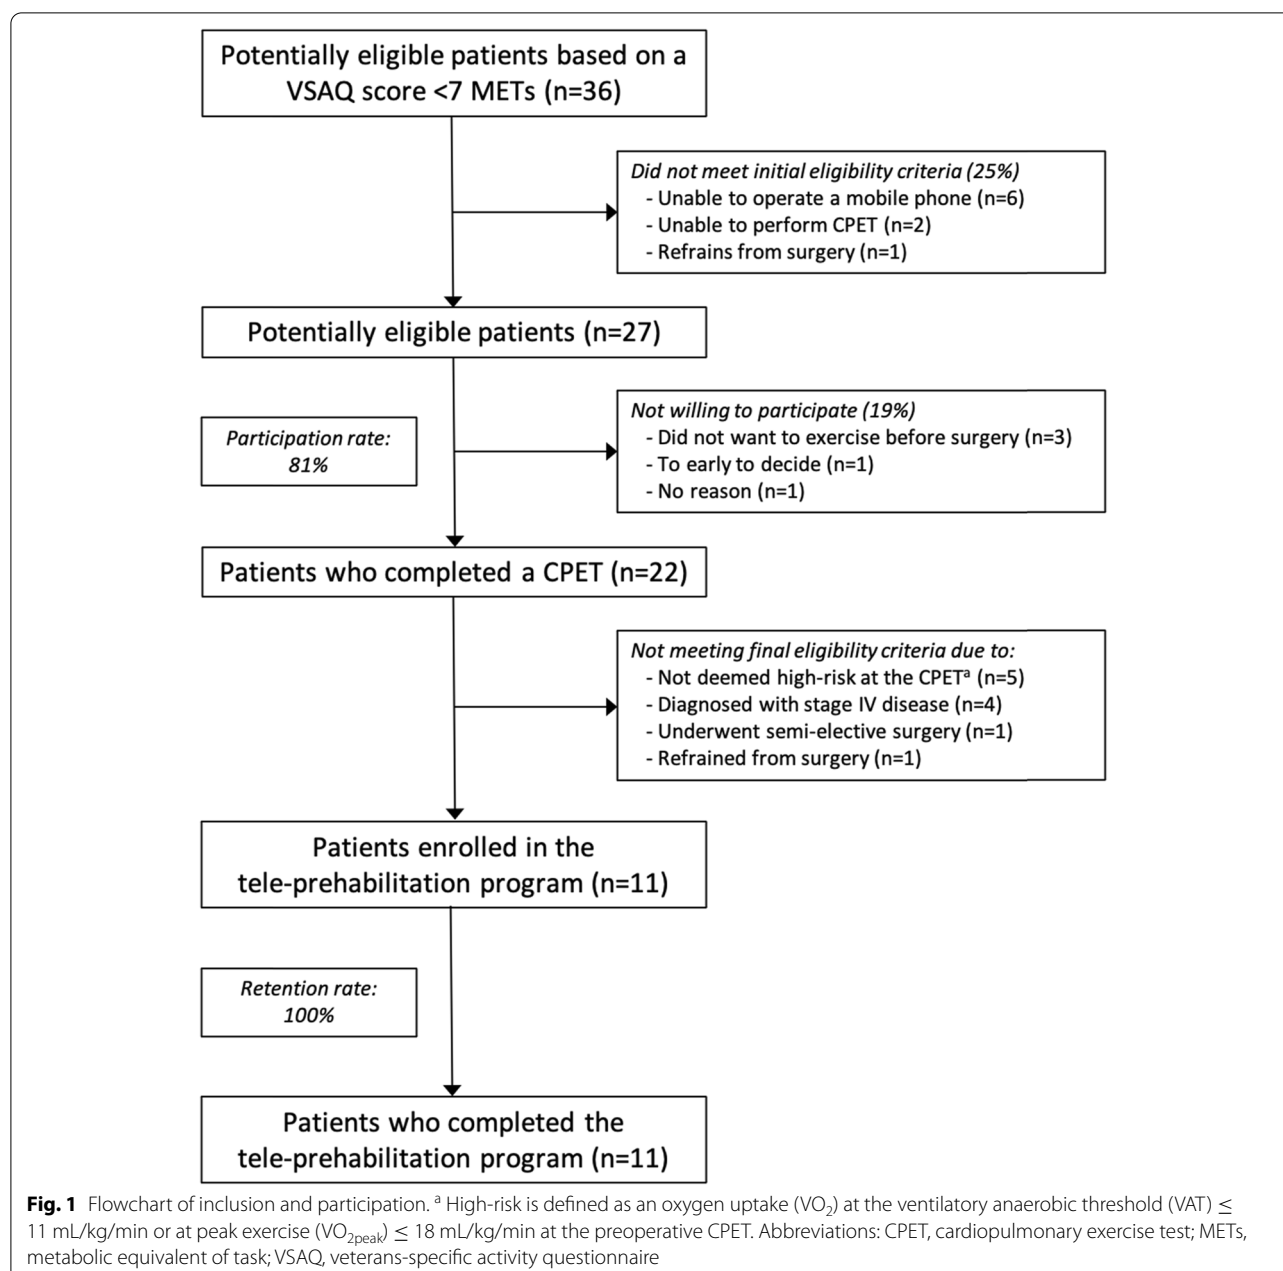 Potentially eligible patients based on a
VSAQ score <7 METs (n=36)
Did not meet initial eligibility criteria (25%)
- Unable to operate a mobile phone (n=6)
- Unable to perform CPET (n=2)
- Refrains from surgery (n=1)
Potentially eligible patients (n=27)
Participation rate:
81%
Not willing to participate (19%)
- Did not want to exercise before surgery (n=3)
- To early to decide (n=1)
- No reason (n=1)
Patients who completed a CPET (n=22)
Not meeting final eligibility criteria due to:
- Not deemed high-risk at the CPETᵃ (n=5)
- Diagnosed with stage IV disease (n=4)
- Underwent semi-elective surgery (n=1)
- Refrained from surgery (n=1)
Patients enrolled in the
tele-prehabilitation program (n=11)
Retention rate:
100%
Patients who completed the
tele-prehabilitation program (n=11)
Fig. 1 Flowchart of inclusion and participation. ᵃ High-risk is defined as an oxygen uptake (VO₂) at the ventilatory anaerobic threshold (VAT) ≤
11 mL/kg/min or at peak exercise (VO₂peak) ≤ 18 mL/kg/min at the preoperative CPET. Abbreviations: CPET, cardiopulmonary exercise test; METs,
metabolic equivalent of task; VSAQ, veterans-specific activity questionnaire